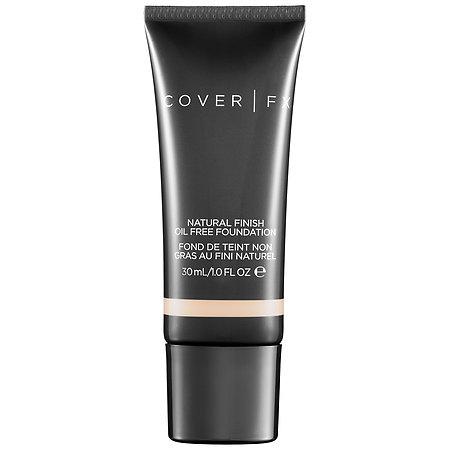 COVER | FX
NATURAL FINISH
OIL FREE FOUNDATION
FOND DE TEINT NON
GRAS AU FINI NATUREL
30 mL/1.0 FL OZ ℮